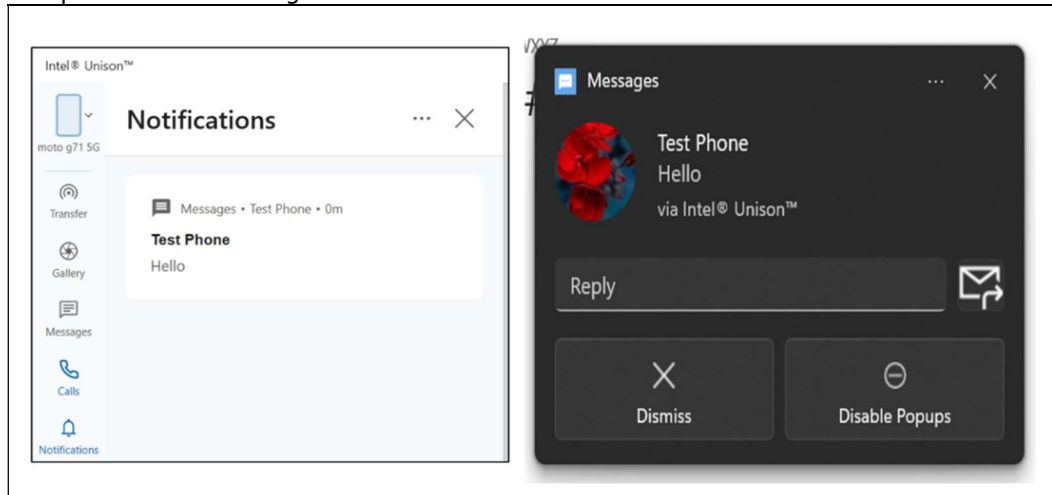 Intel® Unison™
moto g71 5G
Notifications
Transfer
Gallery
Messages
Calls
Notifications
Messages • Test Phone • 0m
Test Phone
Hello
Messages
Test Phone
Hello
via Intel® Unison™
Reply
Dismiss
Disable Popups